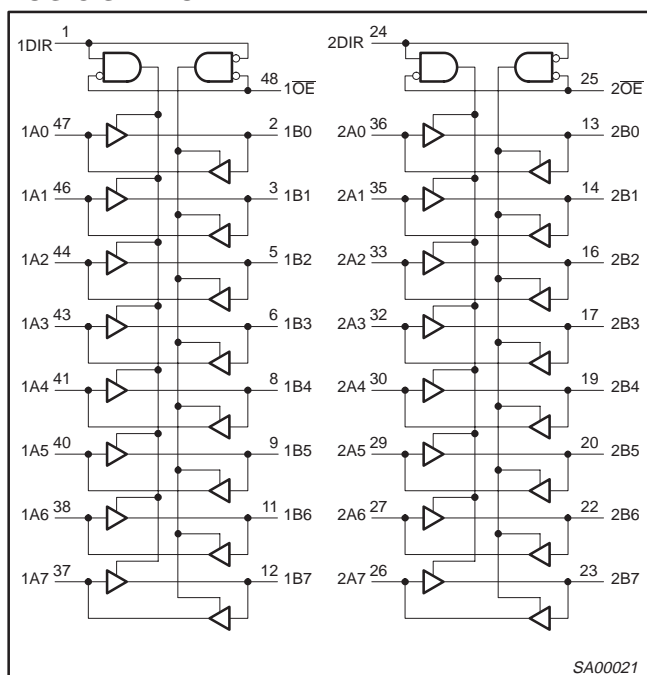 1DIR 1 2DIR 24
48 1OE 25 2OE
1A0 47 2 1B0 2A0 36 13 2B0
1A1 46 3 1B1 2A1 35 14 2B1
1A2 44 5 1B2 2A2 33 16 2B2
1A3 43 6 1B3 2A3 32 17 2B3
1A4 41 8 1B4 2A4 30 19 2B4
1A5 40 9 1B5 2A5 29 20 2B5
1A6 38 11 1B6 2A6 27 22 2B6
1A7 37 12 1B7 2A7 26 23 2B7
SA00021